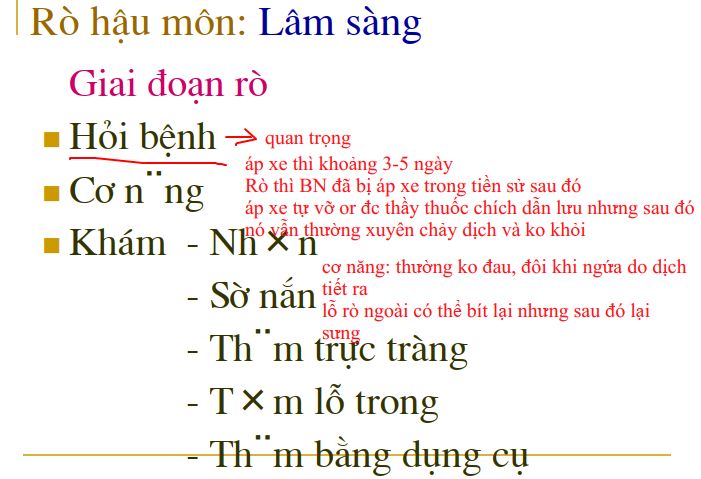 Rò hậu môn: Lâm sàng
Giai đoạn rò
Hỏi bệnh → quan trọng
áp xe thì khoảng 3-5 ngày
Rò thì BN đã bị áp xe trong tiền sử sau đó
áp xe tự vỡ or đc thầy thuốc chích dẫn lưu nhưng sau đó
nó vẫn thường xuyên chảy dịch và ko khỏi
Cơ n¨ng
Khám - Nh×n
cơ năng: thường ko đau, đôi khi ngứa do dịch
tiết ra
lỗ rò ngoài có thể bít lại nhưng sau đó lại
sưng
- Sờ nắn
- Th¨m trực tràng
- T×m lỗ trong
- Th¨m bằng dụng cụ